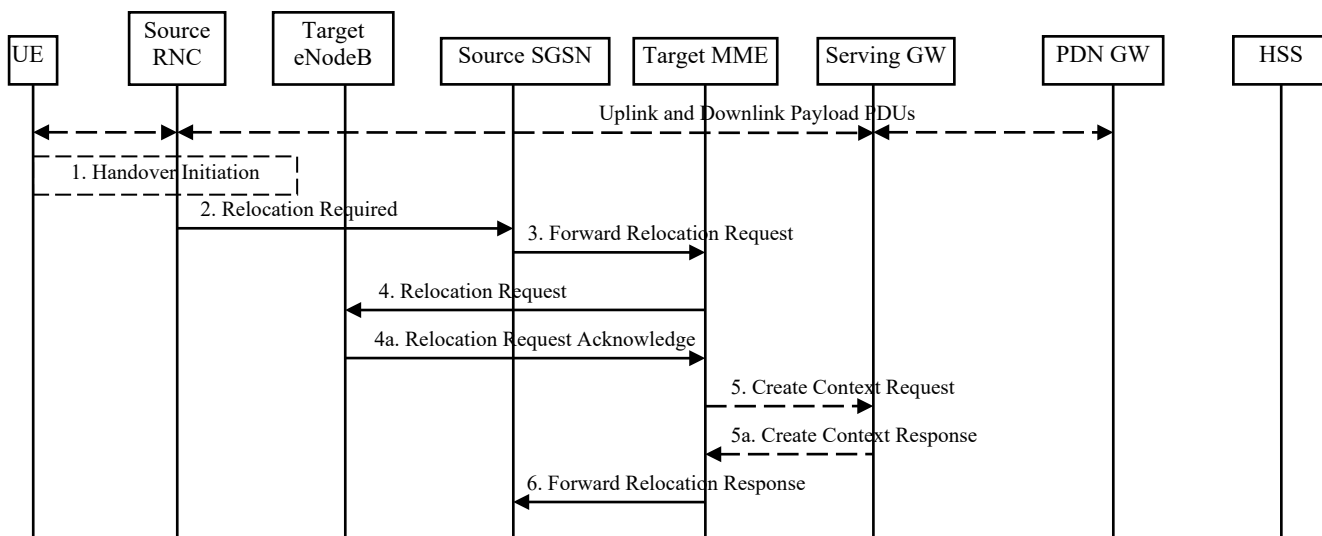 UE
Source
RNC
Target
eNodeB
Source SGSN
Target MME
Serving GW
PDN GW
HSS
Uplink and Downlink Payload PDUs
1. Handover Initiation
2. Relocation Required
3. Forward Relocation Request
4. Relocation Request
4a. Relocation Request Acknowledge
5. Create Context Request
5a. Create Context Response
6. Forward Relocation Response